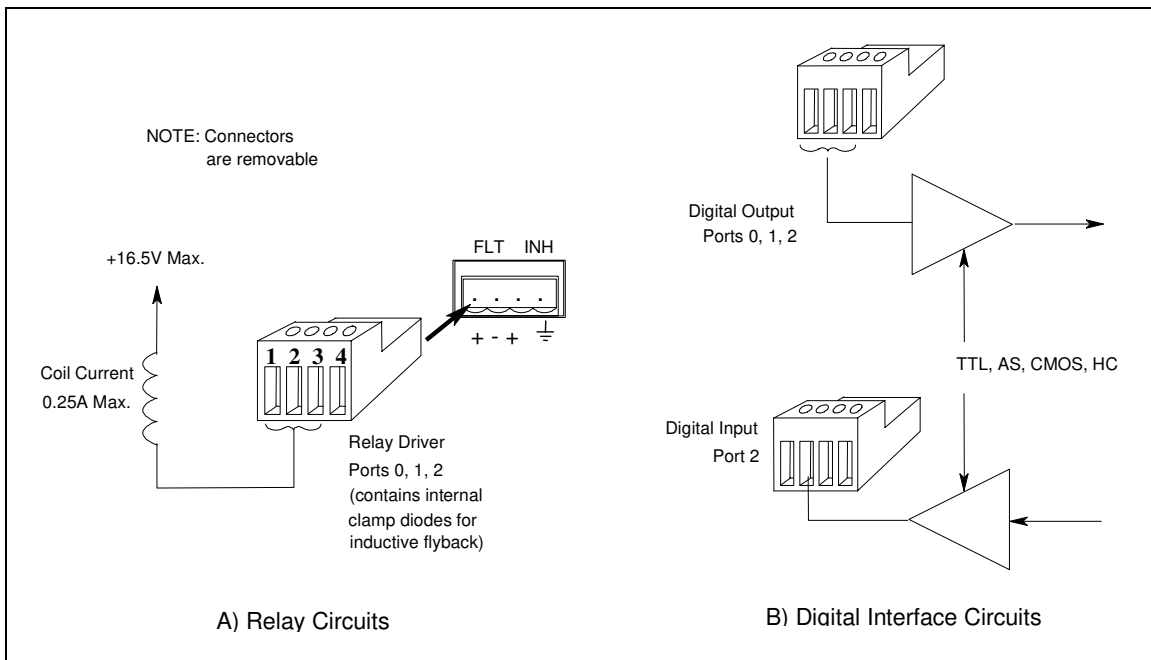 NOTE: Connectors
are removable
+16.5V Max.
Coil Current
0.25A Max.
1 2 3 4
FLT INH
+ - +
Relay Driver
Ports 0, 1, 2
(contains internal
clamp diodes for
inductive flyback)
A) Relay Circuits
Digital Output
Ports 0, 1, 2
TTL, AS, CMOS, HC
Digital Input
Port 2
B) Digital Interface Circuits